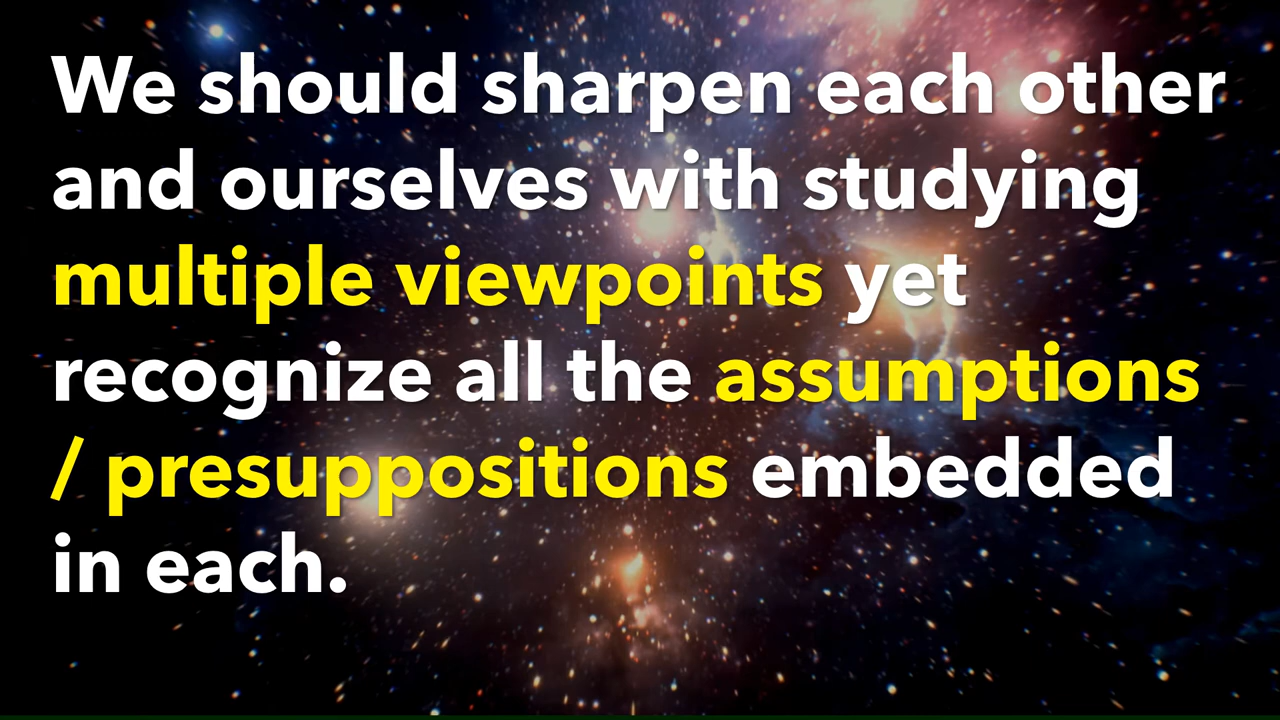 We should sharpen each other
and ourselves with studying
multiple viewpoints yet
recognize all the assumptions
/ presuppositions embedded
in each.